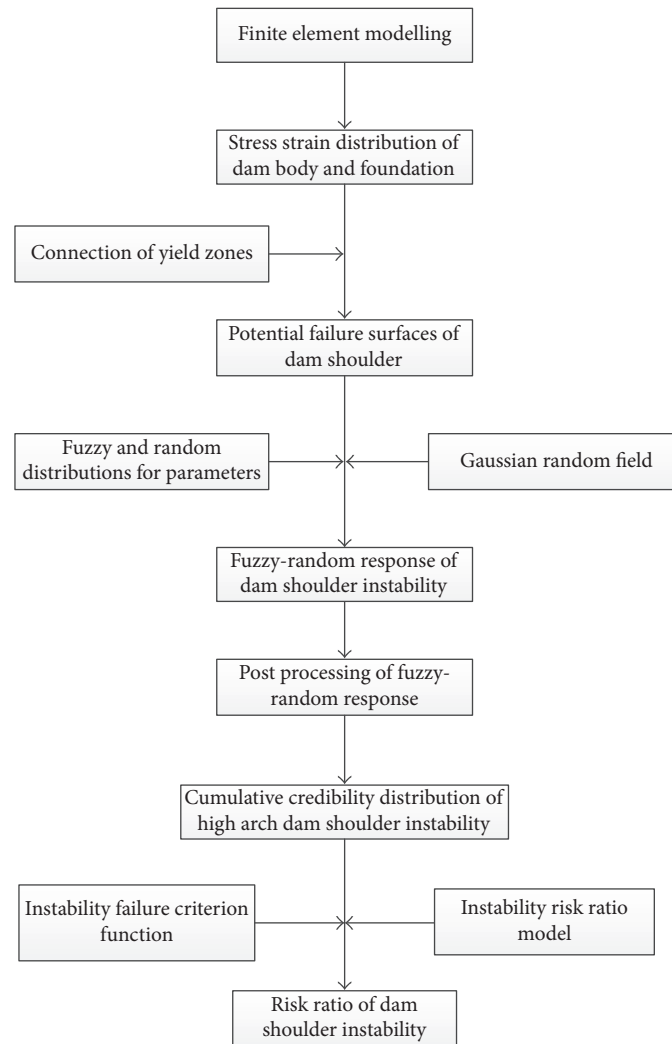 Finite element modelling
Stress strain distribution of
dam body and foundation
Connection of yield zones
Potential failure surfaces of
dam shoulder
Fuzzy and random
distributions for parameters
Gaussian random field
Fuzzy-random response of
dam shoulder instability
Post processing of fuzzy-
random response
Cumulative credibility distribution of
high arch dam shoulder instability
Instability failure criterion
function
Instability risk ratio
model
Risk ratio of dam
shoulder instability